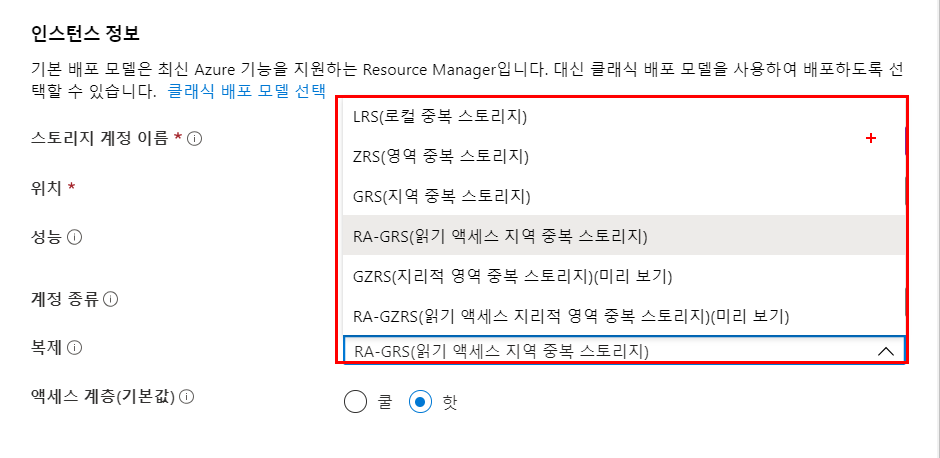 인스턴스 정보
기본 배포 모델은 최신 Azure 기능을 지원하는 Resource Manager입니다. 대신 클래식 배포 모델을 사용하여 배포하도록 선
택할 수 있습니다. 클래식 배포 모델 선택
스토리지 계정 이름 *
위치 *
성능
계정 종류
LRS(로컬 중복 스토리지)
ZRS(영역 중복 스토리지)
GRS(지역 중복 스토리지)
RA-GRS(읽기 액세스 지역 중복 스토리지)
GZRS(지리적 영역 중복 스토리지)(미리 보기)
RA-GZRS(읽기 액세스 지리적 영역 중복 스토리지)(미리 보기)
복제 RA-GRS(읽기 액세스 지역 중복 스토리지)
액세스 계층(기본값) 쿨 핫